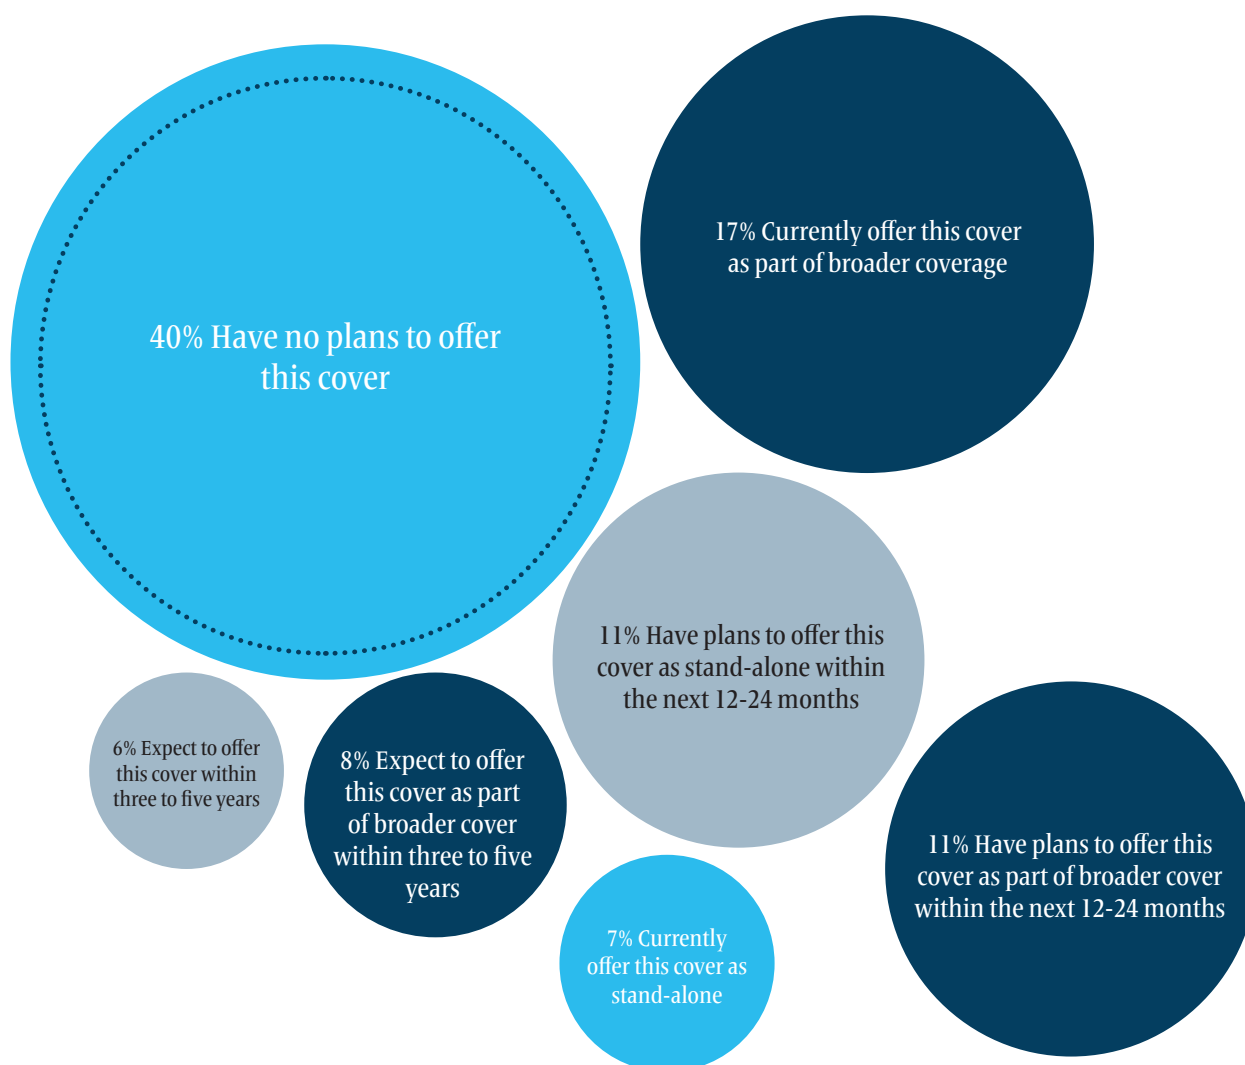 40% Have no plans to offer
this cover
17% Currently offer this cover
as part of broader coverage
11% Have plans to offer this
cover as stand-alone within
the next 12-24 months
6% Expect to offer
this cover within
three to five years
8% Expect to offer
this cover as part
of broader cover
within three to five
years
11% Have plans to offer this
cover as part of broader cover
within the next 12-24 months
7% Currently
offer this cover as
stand-alone